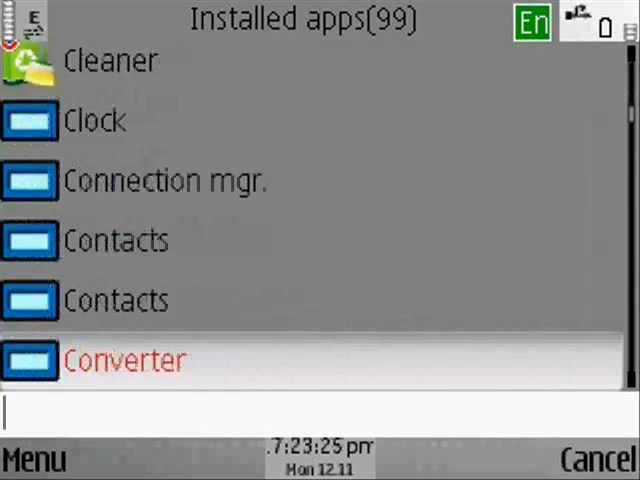 E
Installed apps(99)
En
Cleaner
Clock
Connection mgr.
Contacts
Contacts
Converter
Menu
7:23:25 pm
Mon 12.11
Cancel